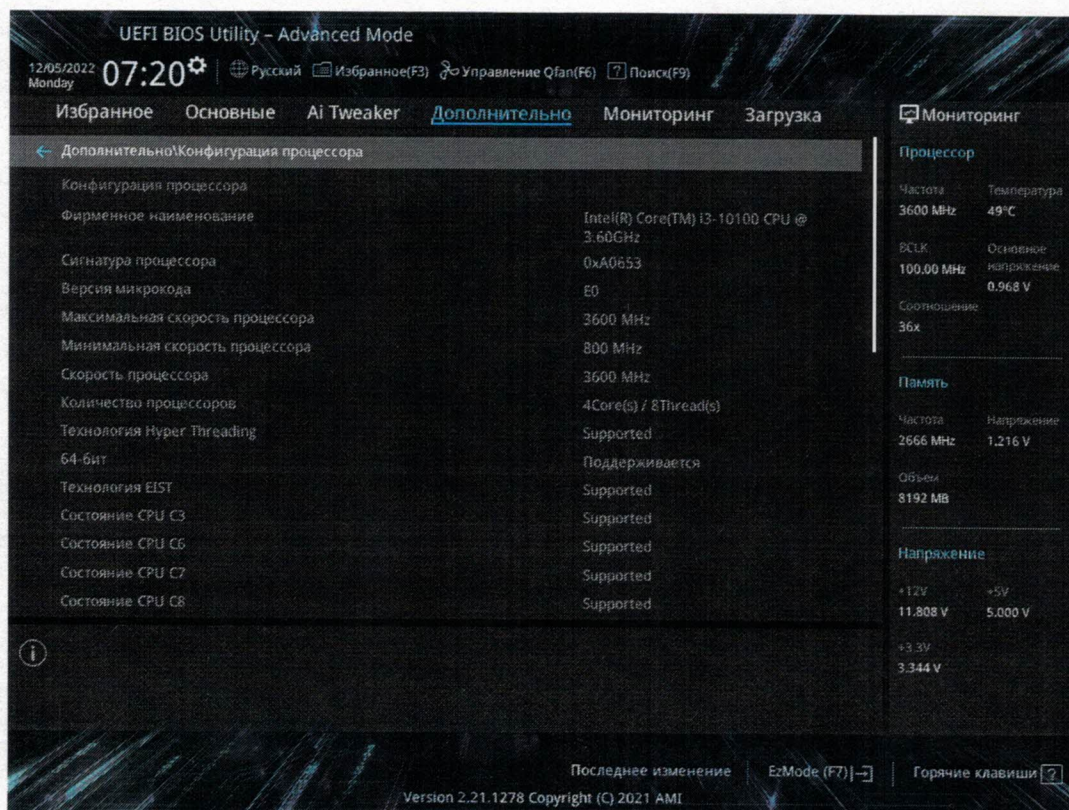 UEFI BIOS Utility – Advanced Mode
12/05/2022
Monday
07:20
Русский
Избранное(F3)
Управление Qfan(F6)
? Поиск(F9)
Избранное
Основные
Ai Tweaker
Дополнительно
Мониторинг
Загрузка
← Дополнительно\Конфигурация процессора
Конфигурация процессора
Фирменное наименование
Intel(R) Core(TM) i3-10100 CPU @
3.60GHz
Сигнатура процессора
0xA0653
Версия микрокода
E0
Максимальная скорость процессора
3600 MHz
Минимальная скорость процессора
800 MHz
Скорость процессора
3600 MHz
Количество процессоров
4Core(s) / 8Thread(s)
Технология Hyper Threading
Supported
64-бит
Поддерживается
Технология EIST
Supported
Состояние CPU C3
Supported
Состояние CPU C6
Supported
Состояние CPU C7
Supported
Состояние CPU C8
Supported
Мониторинг
Процессор
Частота Температура
3600 MHz 49°C
BCLK Основное
напряжение
100.00 MHz
0.968 V
Соотношение
36x
Память
Частота Напряжение
2666 MHz 1.216 V
Объем
8192 MB
Напряжение
+12V +5V
11.808 V 5.000 V
+3.3V
3.344 V
Последнее изменение
EzMode (F7)
Горячие клавиши ?
Version 2.21.1278 Copyright (C) 2021 AMI